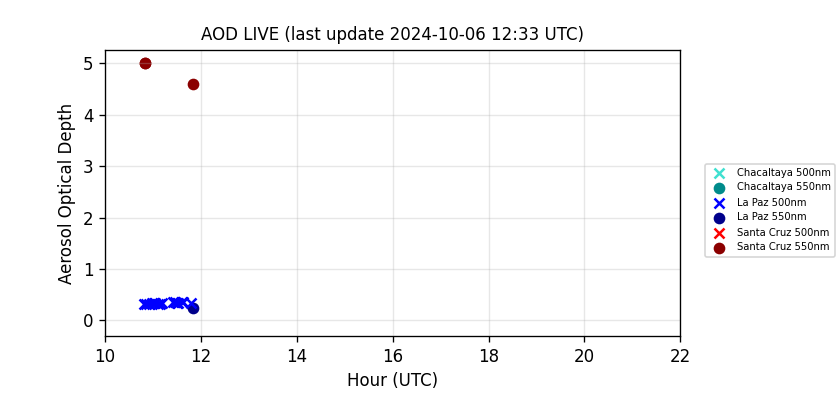 AOD LIVE (last update 2024-10-06 12:33 UTC)
Aerosol Optical Depth
5
4
3
2
1
0
10 12 14 16 18 20 22
Hour (UTC)
Chacaltaya 500nm
Chacaltaya 550nm
La Paz 500nm
La Paz 550nm
Santa Cruz 500nm
Santa Cruz 550nm